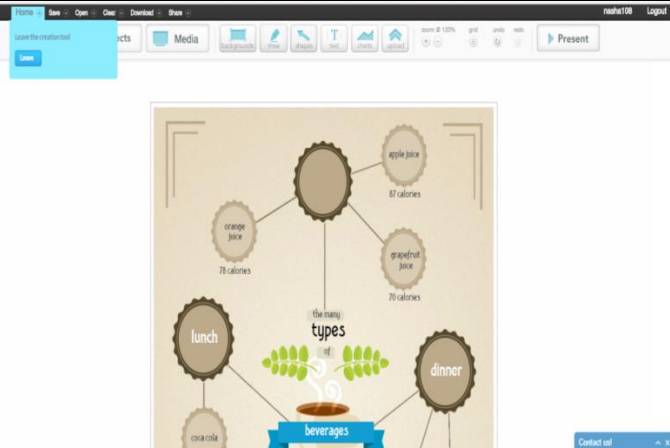 Home Save Open Clear Download Share nasha108 Logout
Leave the creation tool
Leave
cts
Media
backgrounds
shapes
text
charts
upload
zoom @ 120%
grid
undo
redo
Present
apple juice
87 calories
orange
juice
78 calories
grapefruit
juice
70 calories
the many
types
of
lunch
dinner
beverages
coca cola
Contact us!